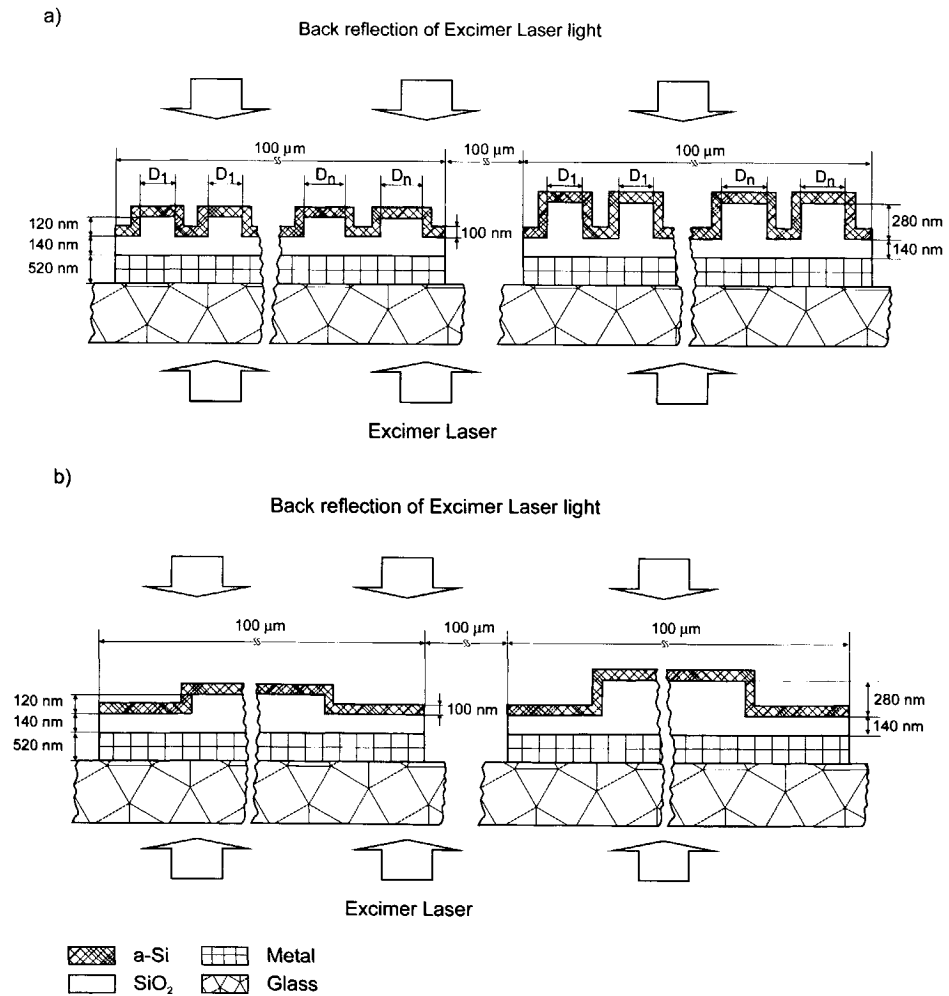 a)
Back reflection of Excimer Laser light
100 µm
100 µm
100 µm
D1
D1
Dn
Dn
D1
D1
Dn
Dn
120 nm
140 nm
520 nm
100 nm
280 nm
140 nm
Excimer Laser
b)
Back reflection of Excimer Laser light
100 µm
100 µm
100 µm
120 nm
140 nm
520 nm
100 nm
280 nm
140 nm
Excimer Laser
a-Si
Metal
SiO2
Glass